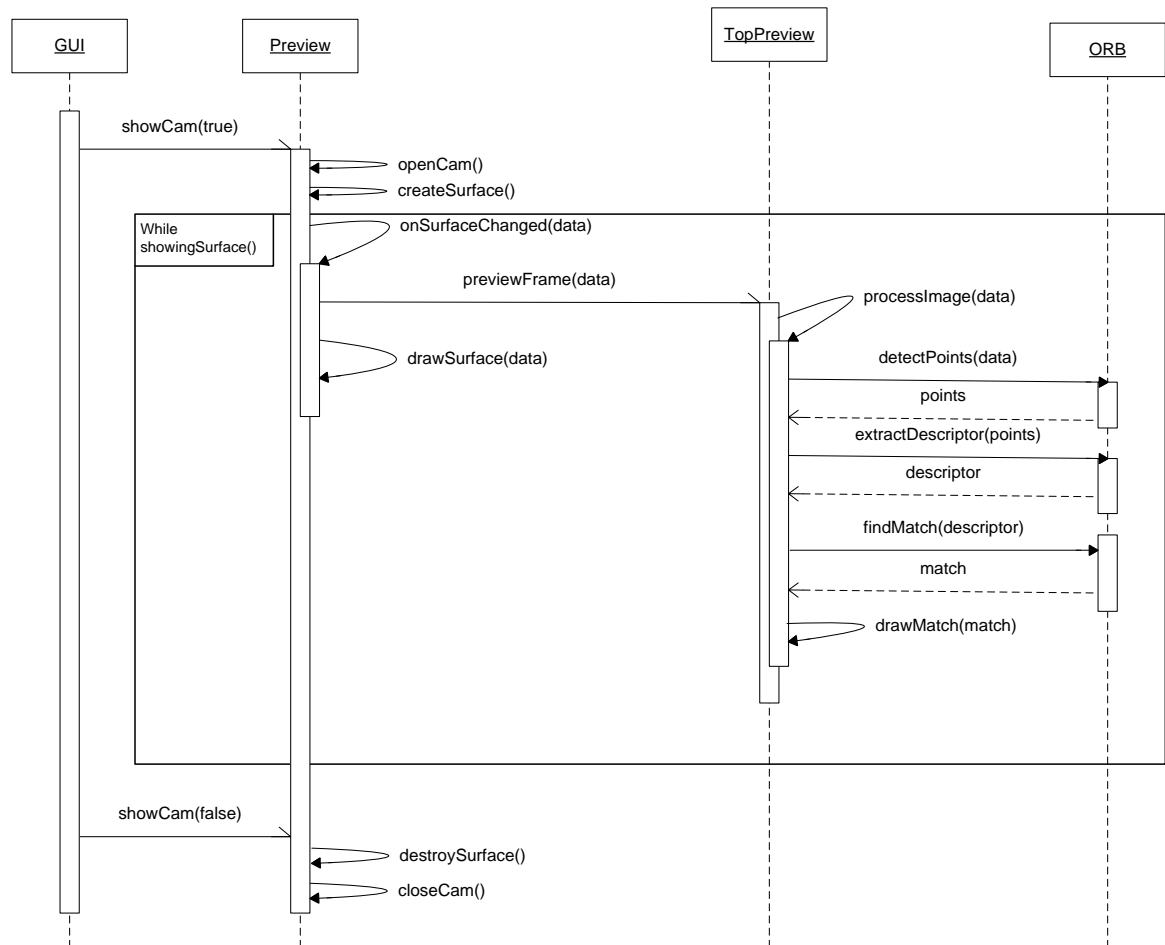 GUI
Preview
TopPreview
ORB
showCam(true)
openCam()
createSurface()
While
showingSurface()
onSurfaceChanged(data)
previewFrame(data)
processImage(data)
drawSurface(data)
detectPoints(data)
points
extractDescriptor(points)
descriptor
findMatch(descriptor)
match
drawMatch(match)
showCam(false)
destroySurface()
closeCam()